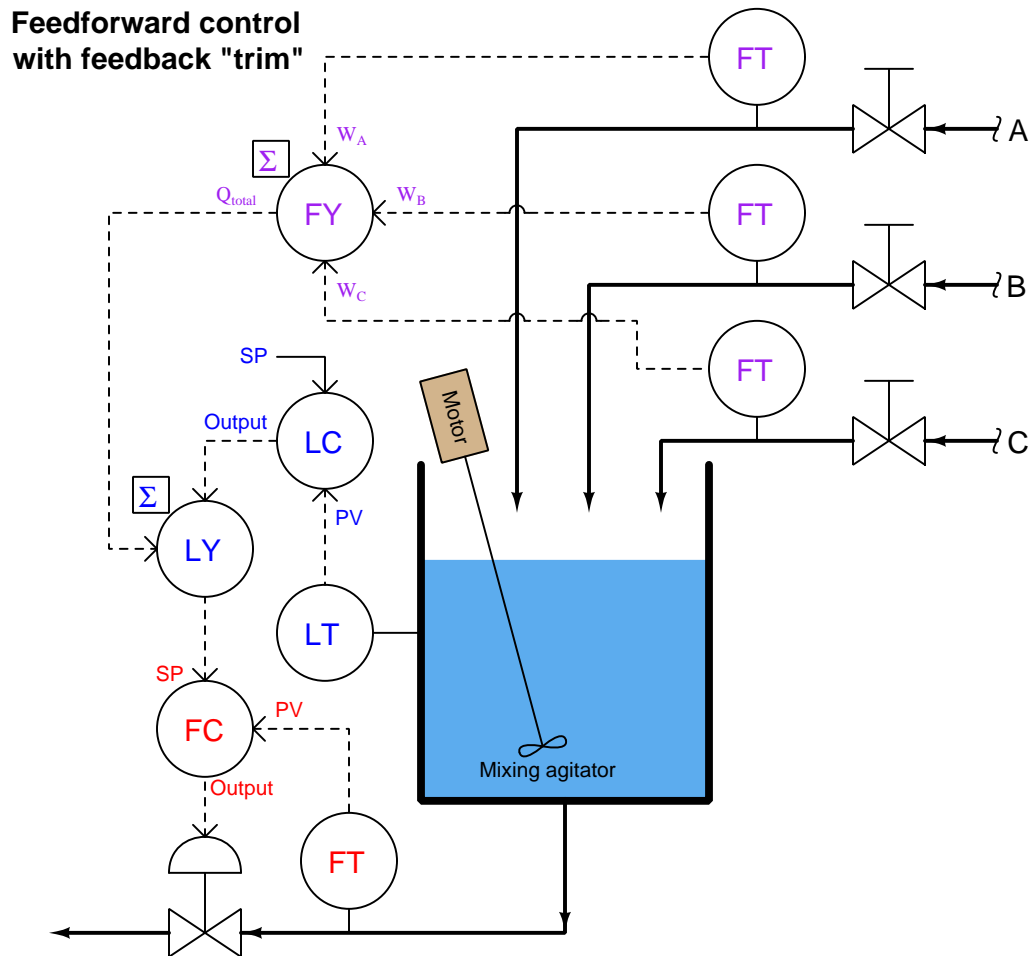 Feedforward control
with feedback "trim"
FT
A
W_A
Σ
Q_total
FY
W_B
FT
B
W_C
SP
FT
Output
LC
Motor
C
Σ
PV
LY
LT
SP
PV
FC
Mixing agitator
Output
FT